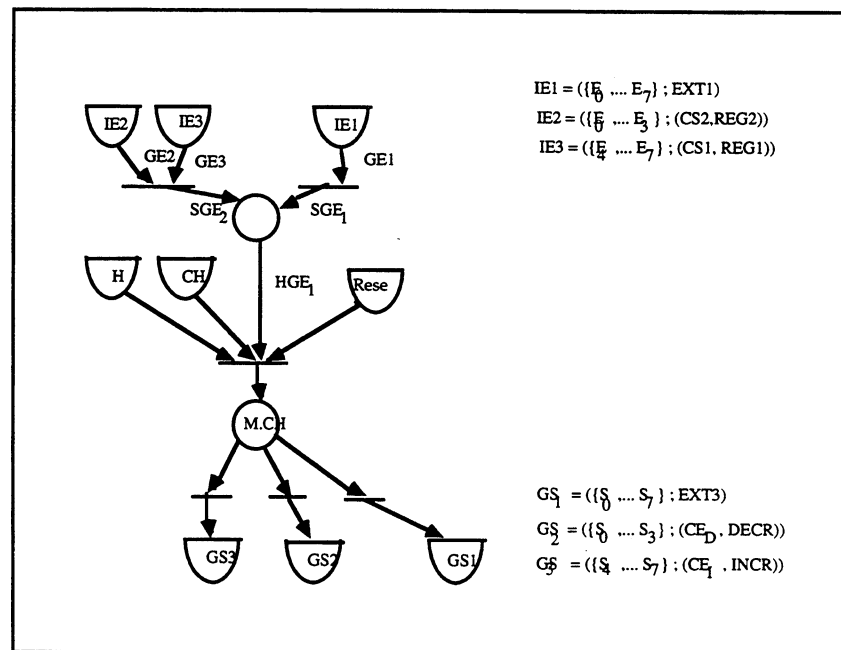 IE1 = ({E0 ,... E7} ; EXT1)
IE2 = ({E0 ,... E3 } ; (CS2,REG2))
IE3 = ({E4 ,... E7} ; (CS1, REG1))
IE2 IE3 IE1
GE2 GE3 GE1
SGE2 SGE1
H CH HGE1 Rese
M.CH
GS3 GS2 GS1
GS1 = ({S0 ,... S7 } ; EXT3)
GS2 = ({S0 ,... S3 } ; (CED , DECR))
GS3 = ({S4 ,... S7 } ; (CEI , INCR))